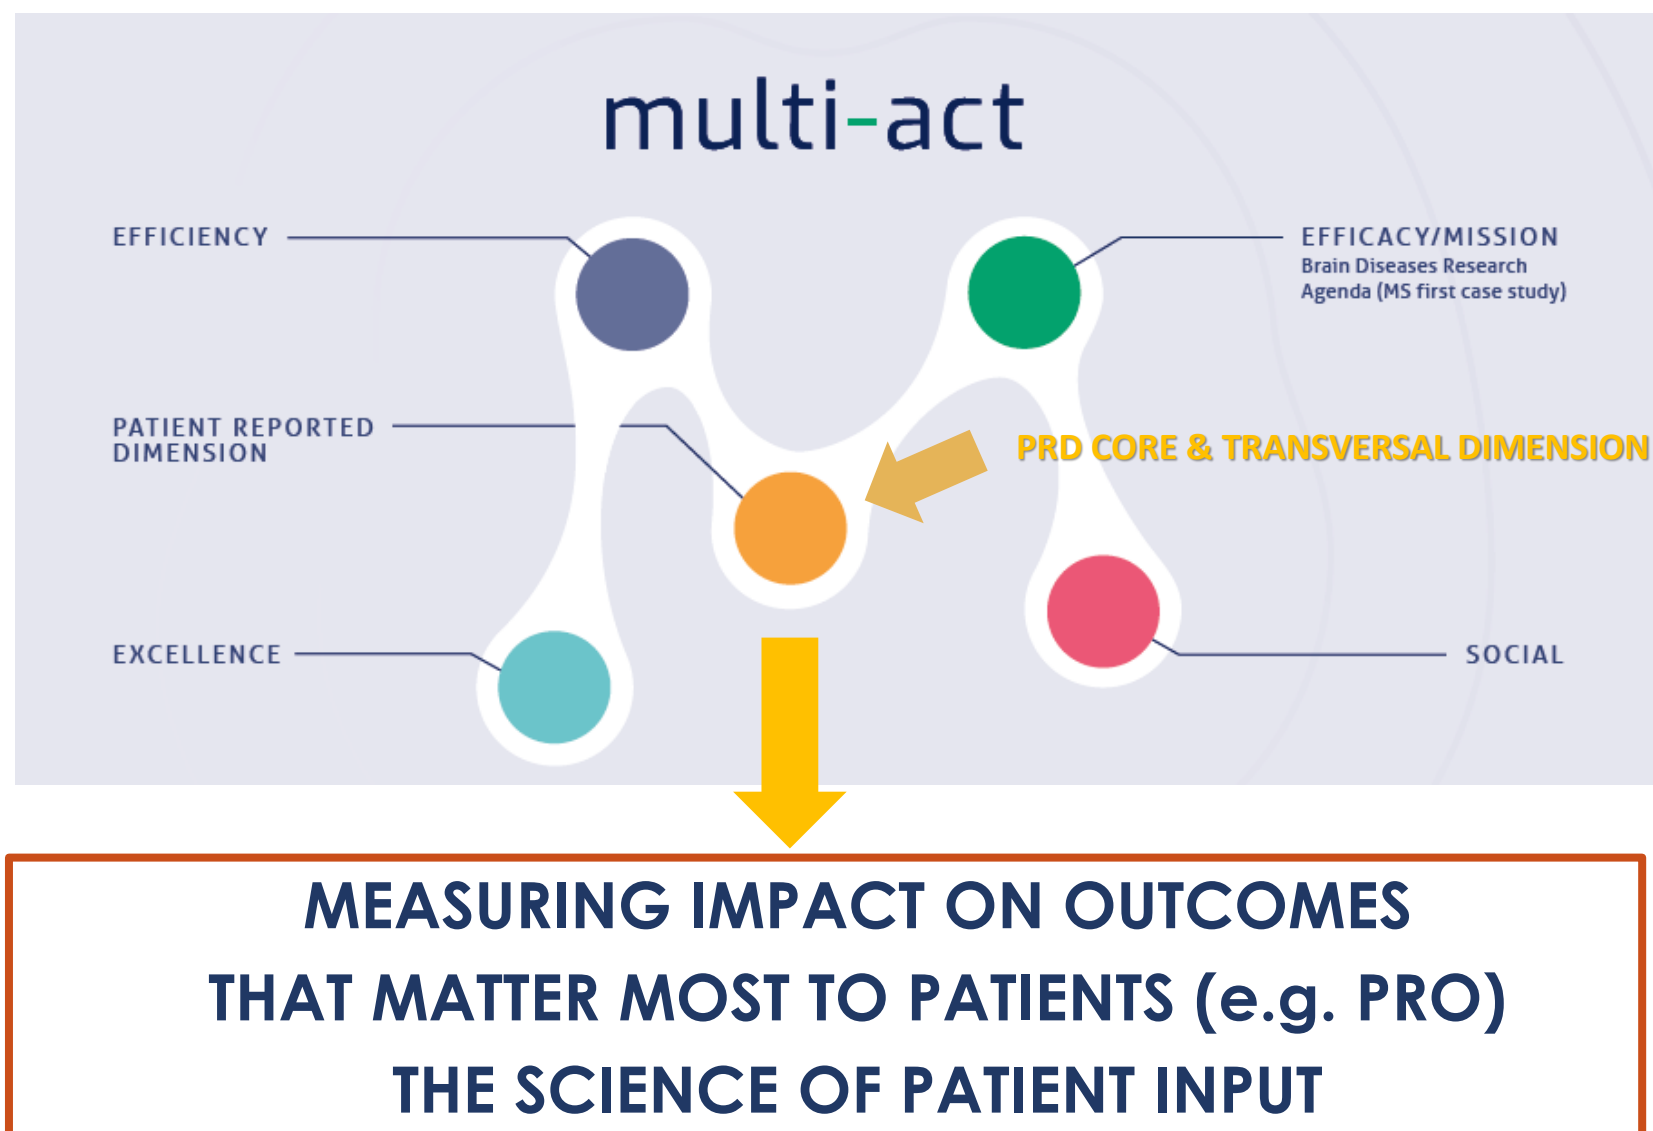 multi-act
EFFICIENCY
EFFICACY/MISSION
Brain Diseases Research
Agenda (MS first case study)
PATIENT REPORTED
DIMENSION
PRD CORE & TRANSVERSAL DIMENSION
EXCELLENCE
SOCIAL
MEASURING IMPACT ON OUTCOMES
THAT MATTER MOST TO PATIENTS (e.g. PRO)
THE SCIENCE OF PATIENT INPUT